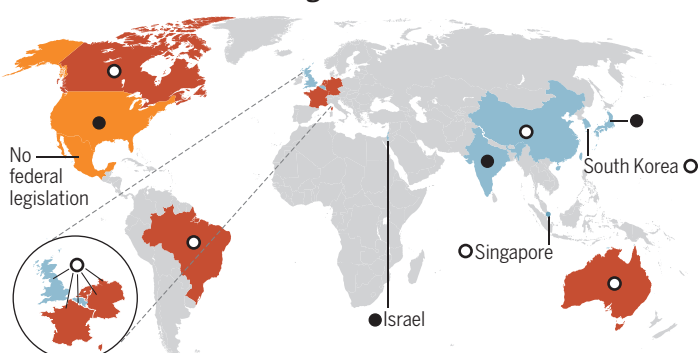 No
federal
legislation
South Korea
Singapore
Israel